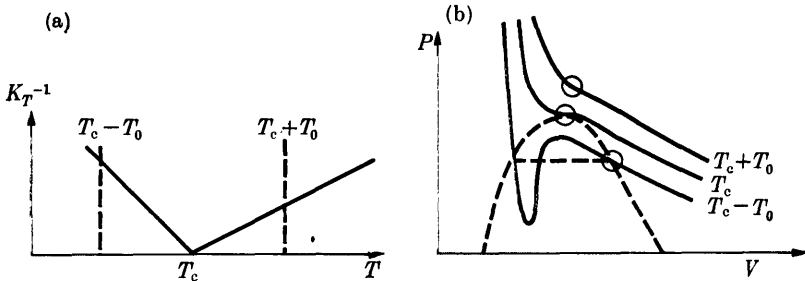 (a)
K_T⁻¹
T_c − T_0
T_c + T_0
T_c
T
(b)
P
T_c + T_0
T_c
T_c − T_0
V